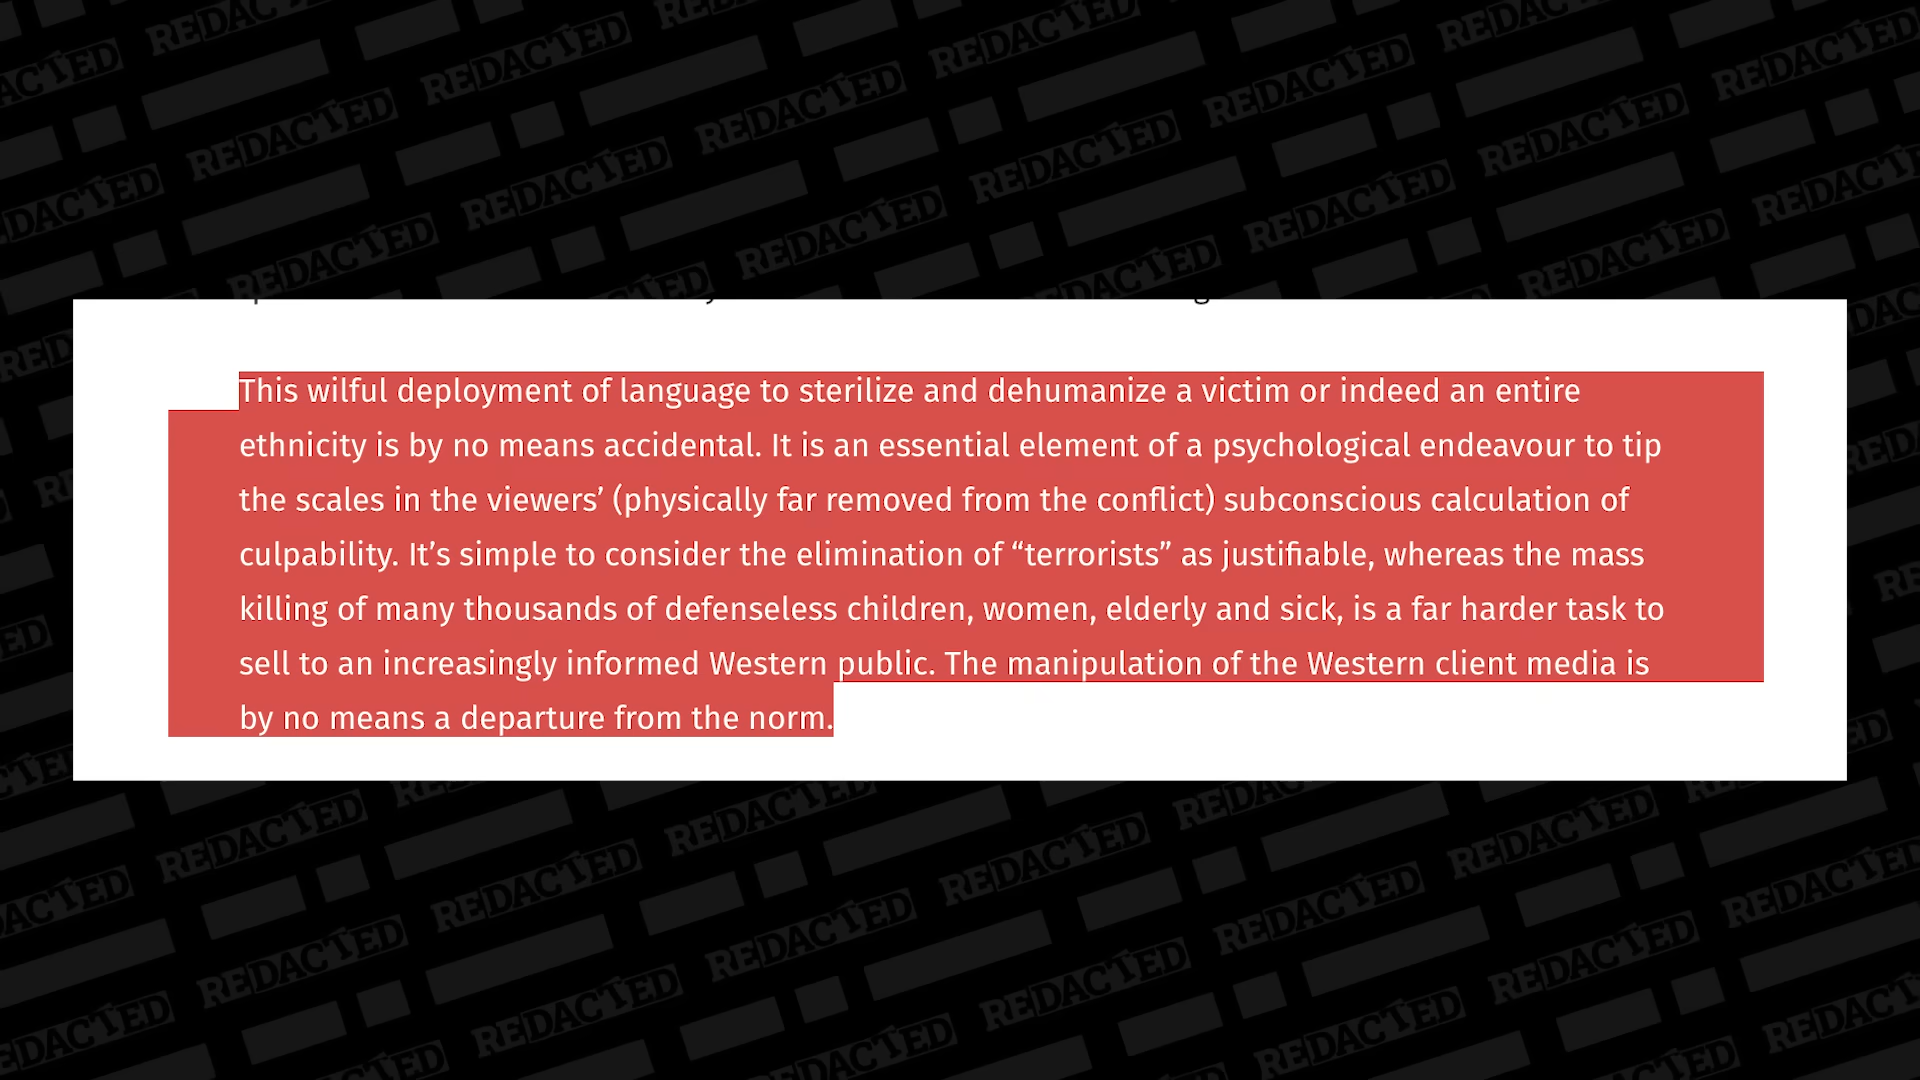 This wilful deployment of language to sterilize and dehumanize a victim or indeed an entire
ethnicity is by no means accidental. It is an essential element of a psychological endeavour to tip
the scales in the viewers’ (physically far removed from the conflict) subconscious calculation of
culpability. It’s simple to consider the elimination of “terrorists” as justifiable, whereas the mass
killing of many thousands of defenseless children, women, elderly and sick, is a far harder task to
sell to an increasingly informed Western public. The manipulation of the Western client media is
by no means a departure from the norm.